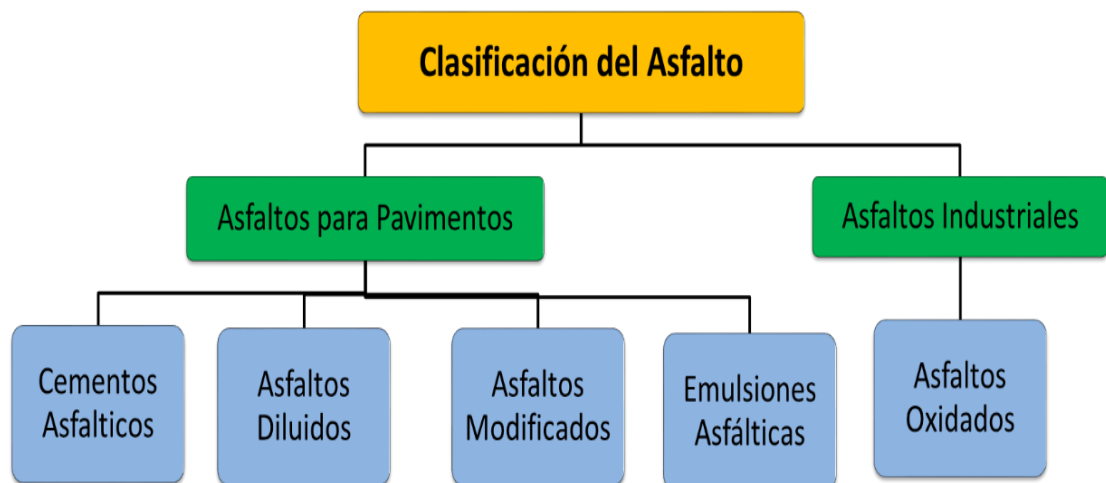 Clasificación del Asfalto
Asfaltos para Pavimentos
Asfaltos Industriales
Cementos
Asfalticos
Asfaltos
Diluidos
Asfaltos
Modificados
Emulsiones
Asfálticas
Asfaltos
Oxidados